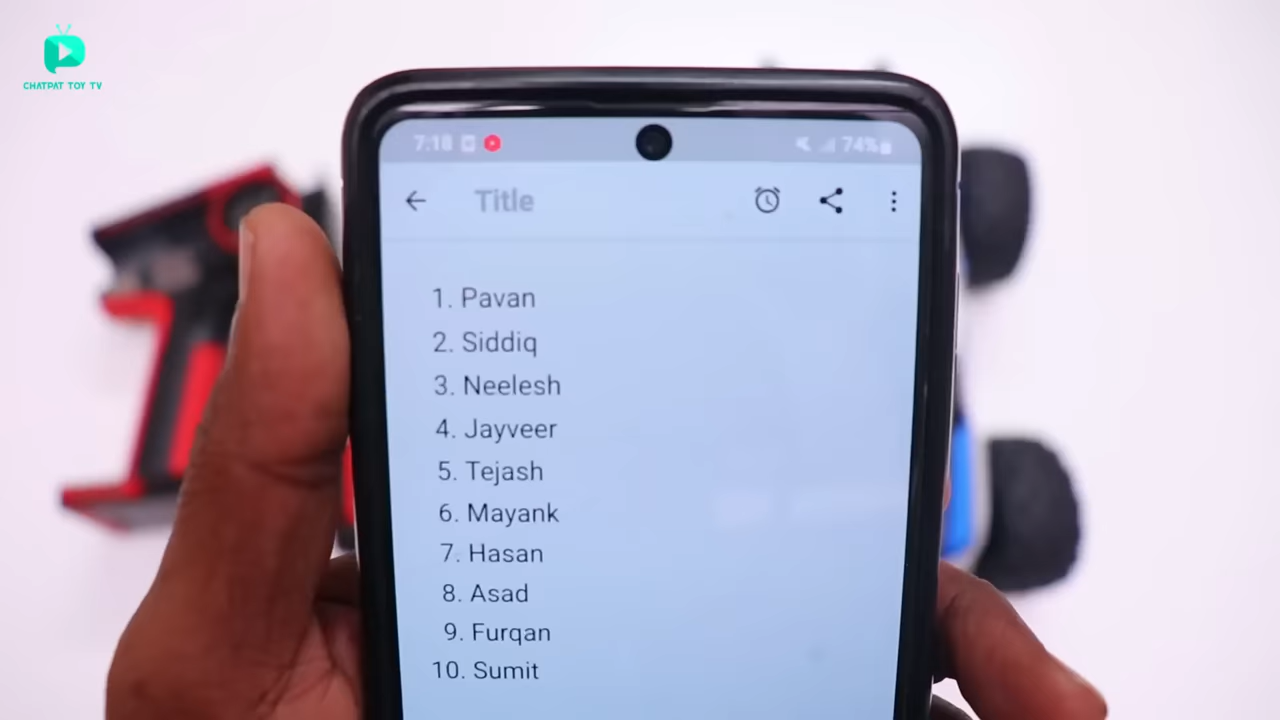 CHATPAT TOY TV
7:18 74%
Title
1. Pavan
2. Siddiq
3. Neelesh
4. Jayveer
5. Tejash
6. Mayank
7. Hasan
8. Asad
9. Furqan
10. Sumit